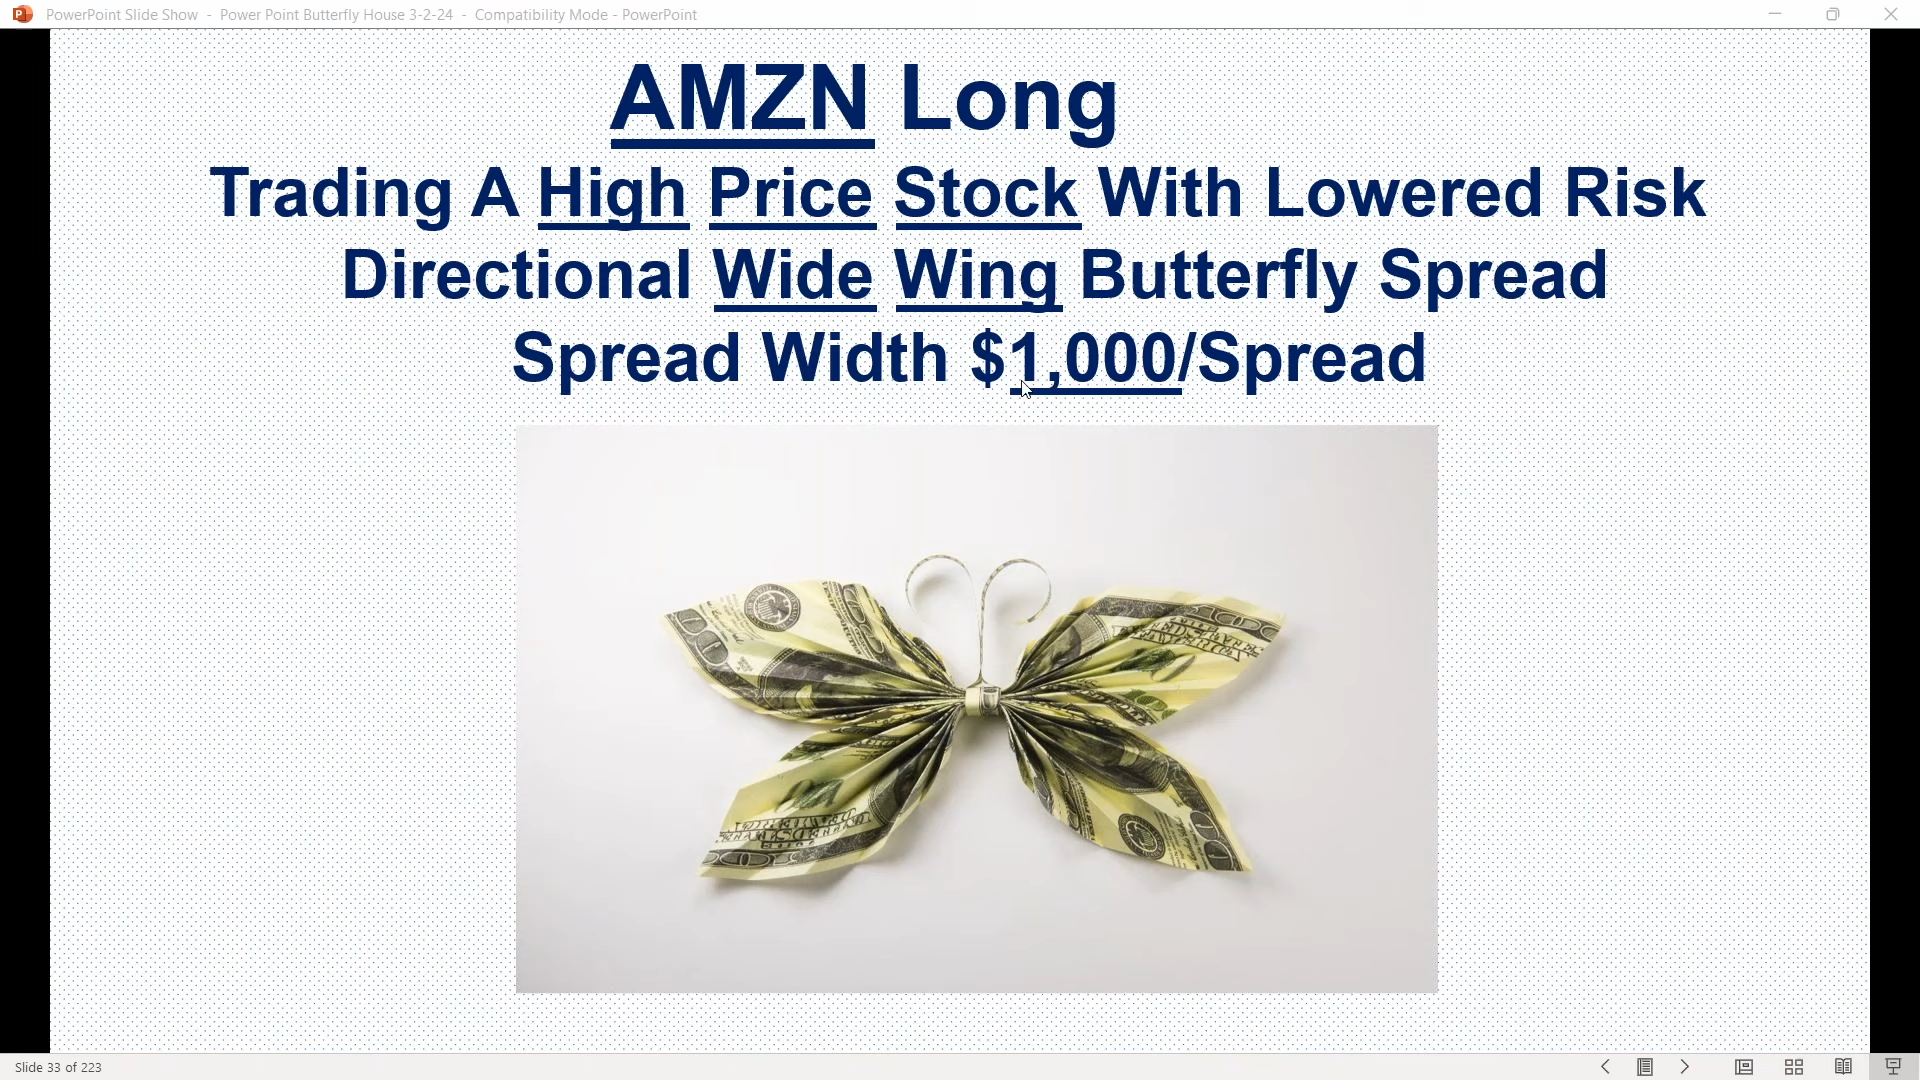 PowerPoint Slide Show - Power Point Butterfly House 3-2-24 - Compatibility Mode - PowerPoint
AMZN Long
Trading A High Price Stock With Lowered Risk
Directional Wide Wing Butterfly Spread
Spread Width $1,000/Spread
Slide 33 of 223